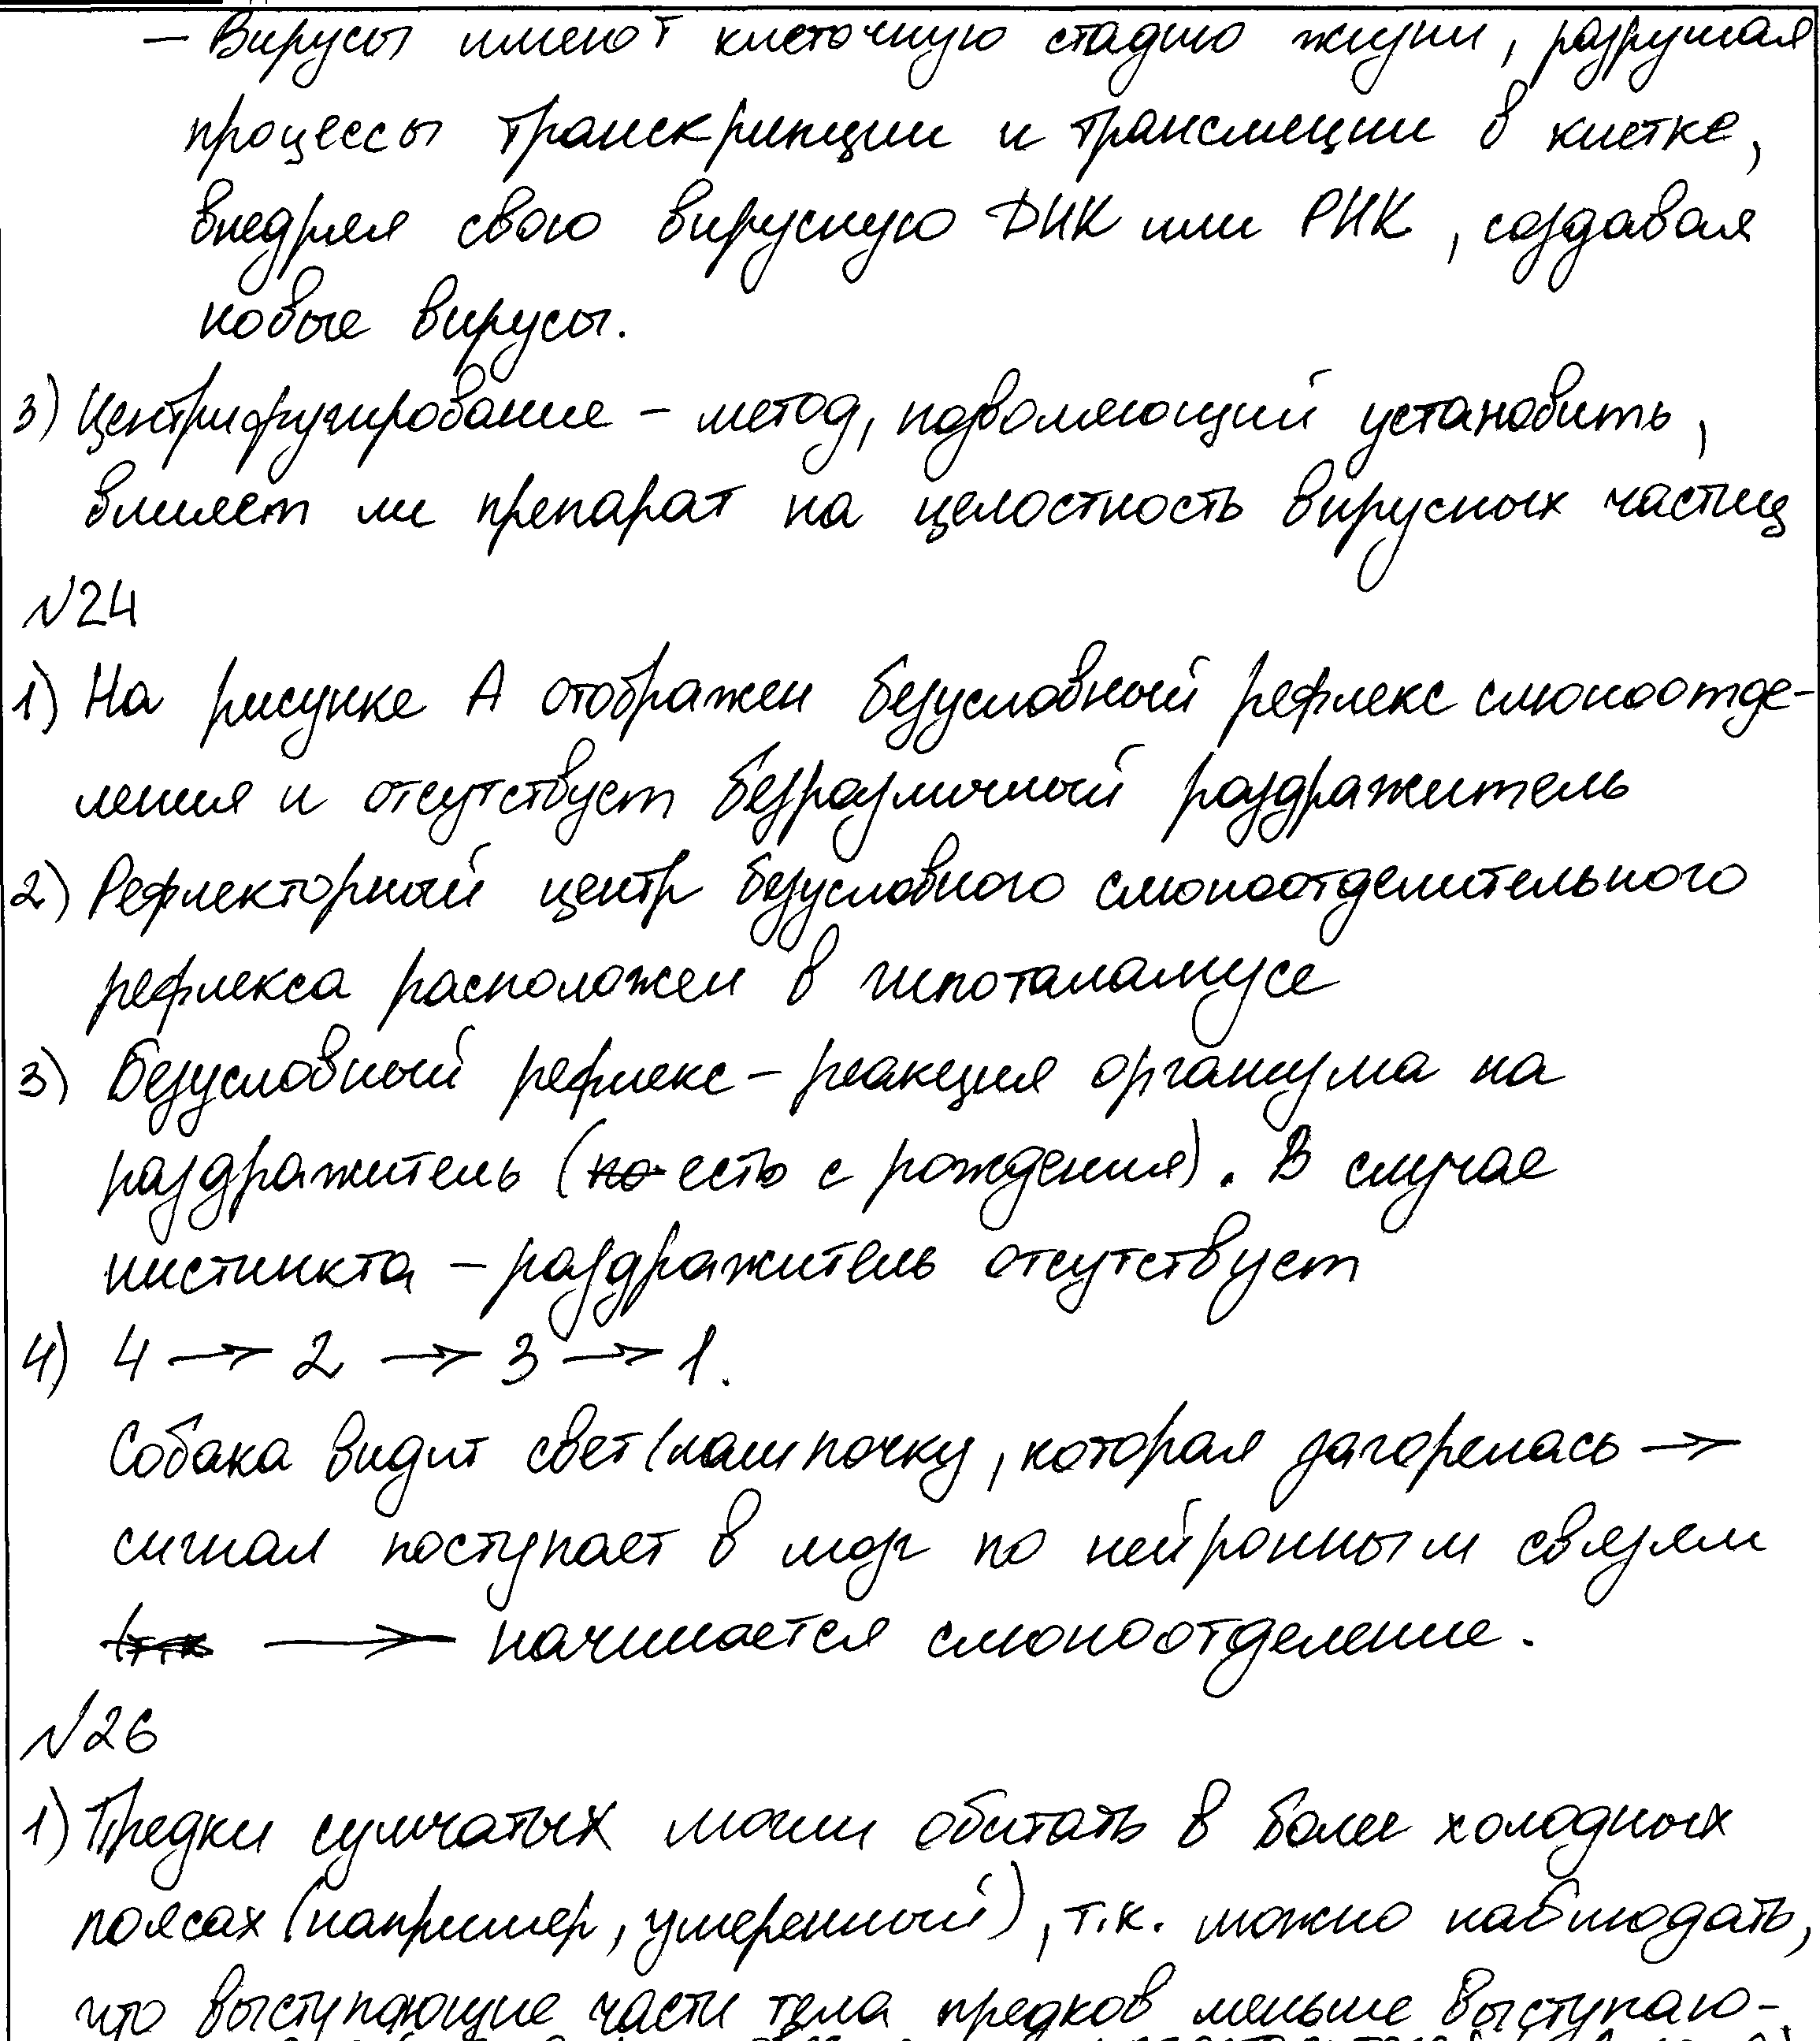 – Вирусы имеют клеточную стадию жизни, разрушая
процессы транскрипции и трансляции в клетке,
внедряя свою вирусную ДНК или РНК, создавая
новые вирусы.
3) Центрифугирование – метод, позволяющий установить,
влияет ли препарат на целостность вирусных частиц
№24
1) На рисунке А отображен безусловный рефлекс слюноотде-
ления и отсутствует безразличный раздражитель
2) Рефлекторный центр безусловного слюноотделительного
рефлекса расположен в гипоталамусе
3) Безусловный рефлекс – реакция организма на
раздражитель (есть с рождения). В случае
инстинкта – раздражитель отсутствует
4) 4 → 2 → 3 → 1.
Собака видит свет/лампочку, которая загорелась →
сигнал поступает в мозг по нейронным связям
→ начинается слюноотделение.
№26
1) Предки сумчатых могли обитать в более холодных
поясах (например, умеренный), т.к. можно наблюдать,
что выступающие части тела предков меньше выступаю-